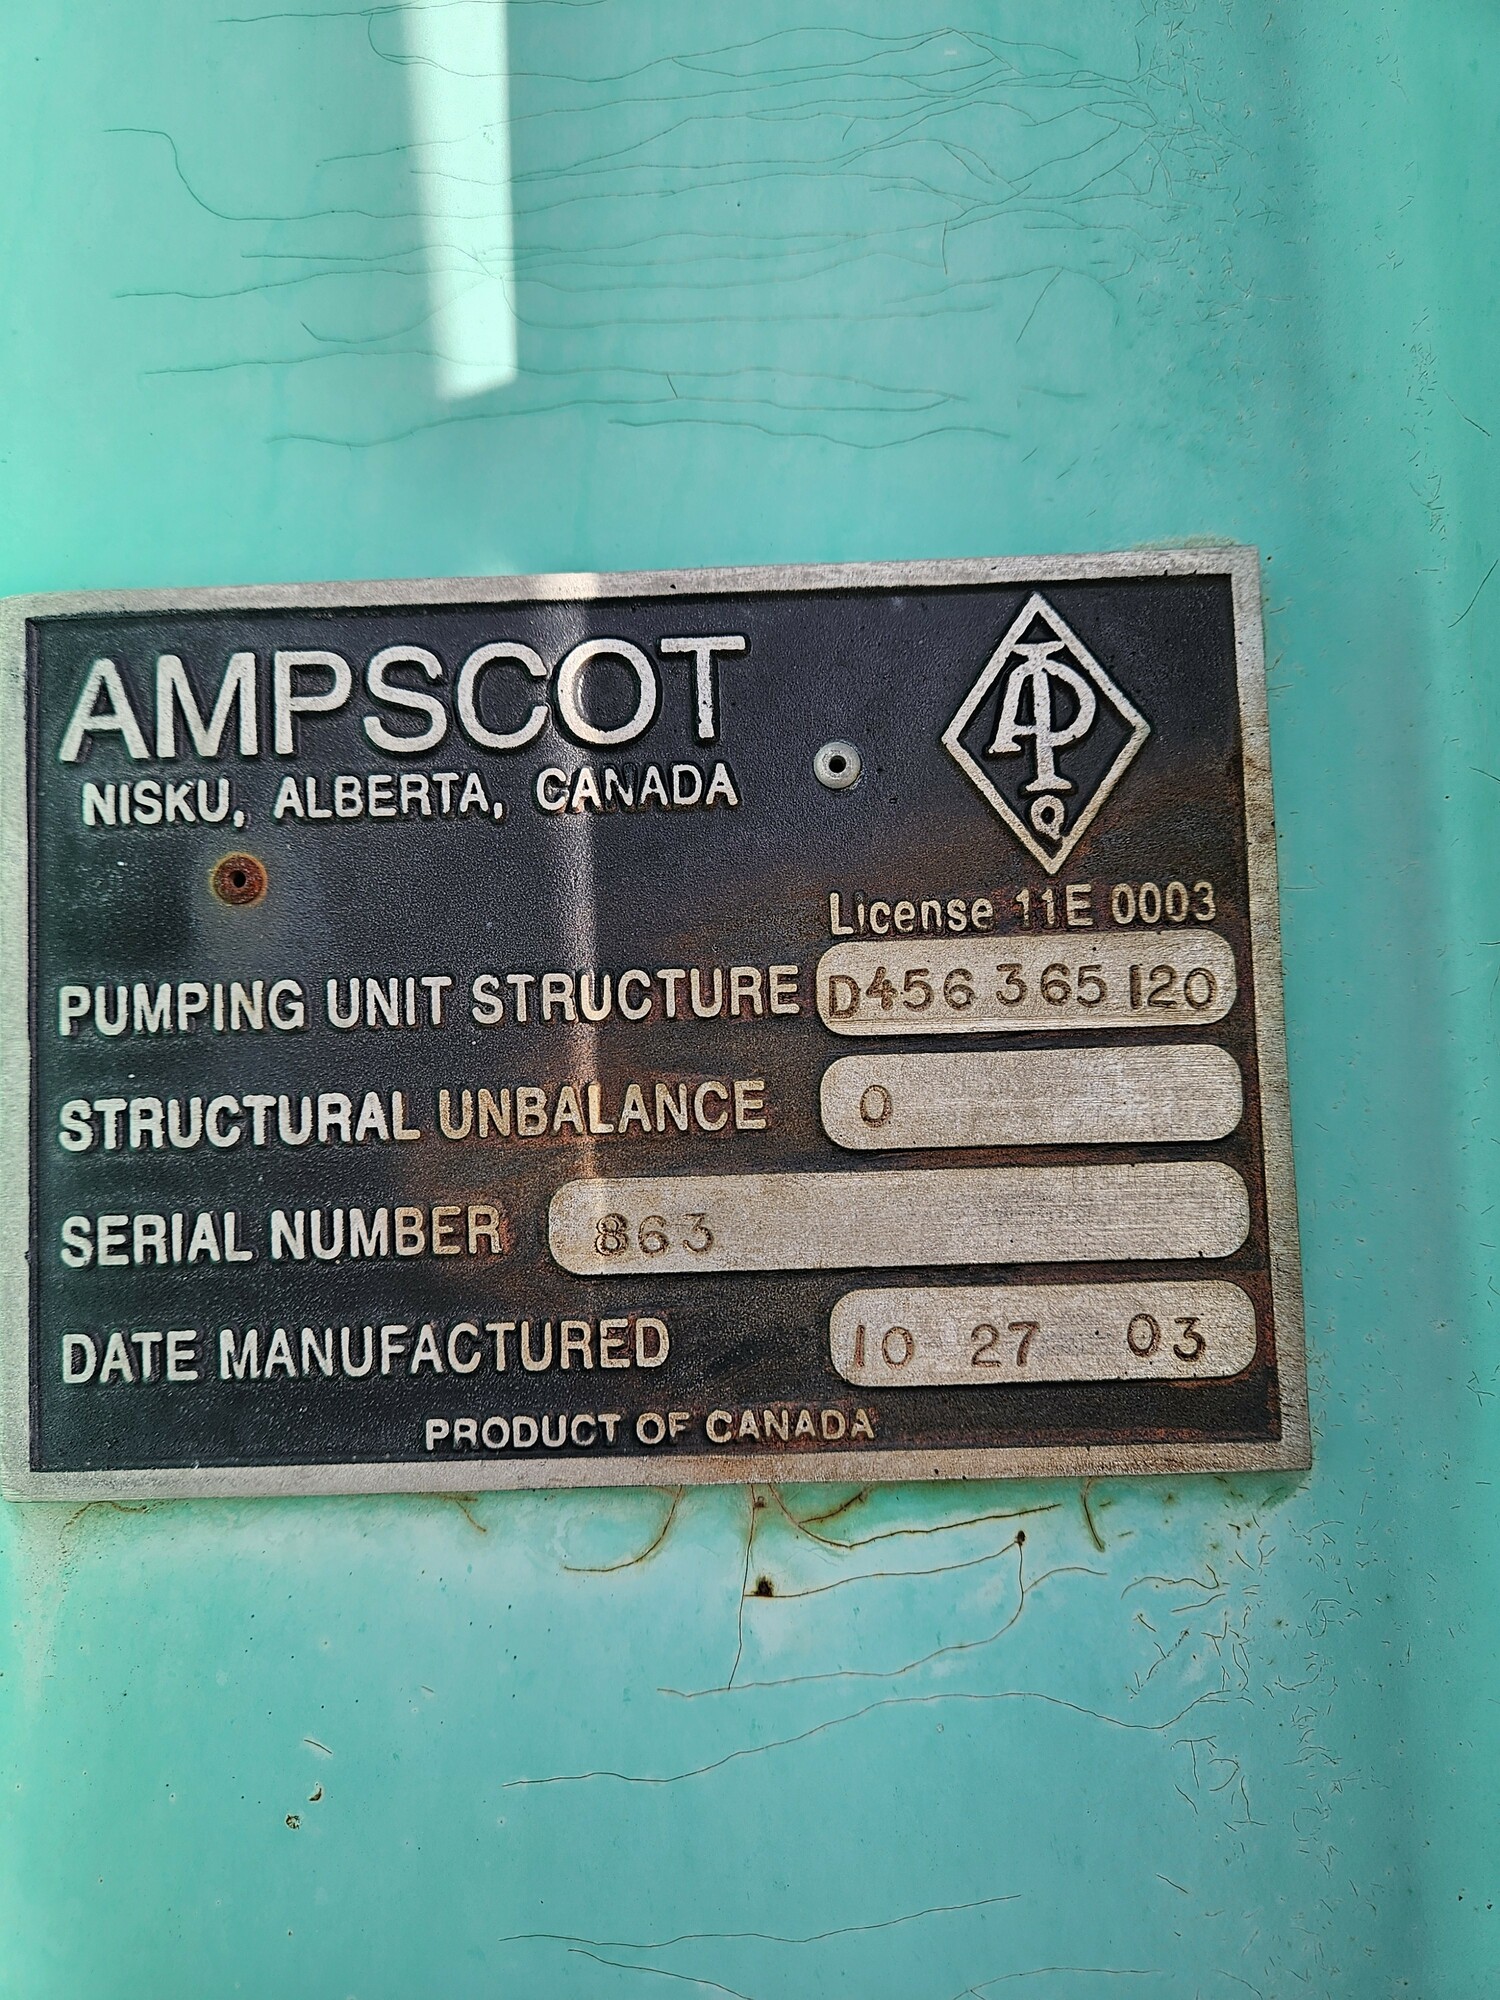 AMPSCOT
NISKU, ALBERTA, CANADA
API
Q
License 11E 0003
PUMPING UNIT STRUCTURE D456 365 120
STRUCTURAL UNBALANCE 0
SERIAL NUMBER 863
DATE MANUFACTURED 10 27 03
PRODUCT OF CANADA